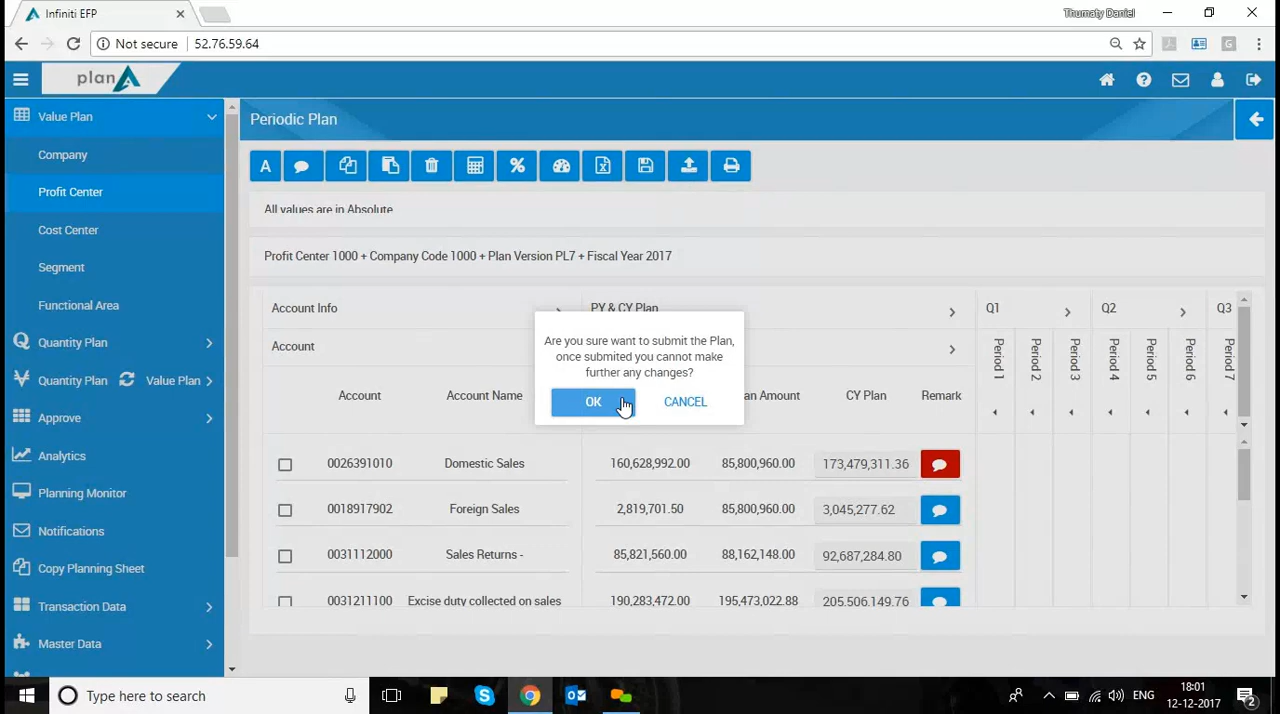 Infiniti EFP
Thumaty Daniel
Not secure
52.76.59.64
plan
Value Plan
Company
Profit Center
Cost Center
Segment
Functional Area
Quantity Plan
Quantity Plan Value Plan
Approve
Analytics
Planning Monitor
Notifications
Copy Planning Sheet
Transaction Data
Master Data
Periodic Plan
A
All values are in Absolute
Profit Center 1000 + Company Code 1000 + Plan Version PL7 + Fiscal Year 2017
Account Info PY & CY Plan Q1 Q2 Q3
Account
Period 1 Period 2 Period 3 Period 4 Period 5 Period 6 Period 7
Account Account Name an Amount CY Plan Remark
0026391010 Domestic Sales 160,628,992.00 85,800,960.00 173,479,311.36
0018917902 Foreign Sales 2,819,701.50 85,800,960.00 3,045,277.62
0031112000 Sales Returns - 85,821,560.00 88,162,148.00 92,687,284.80
0031211100 Excise duty collected on sales 190,283,472.00 195,473,022.88 205,506,149.76
Are you sure want to submit the Plan,
once submited you cannot make
further any changes?
OK CANCEL
Type here to search
ENG
18:01
12-12-2017
2